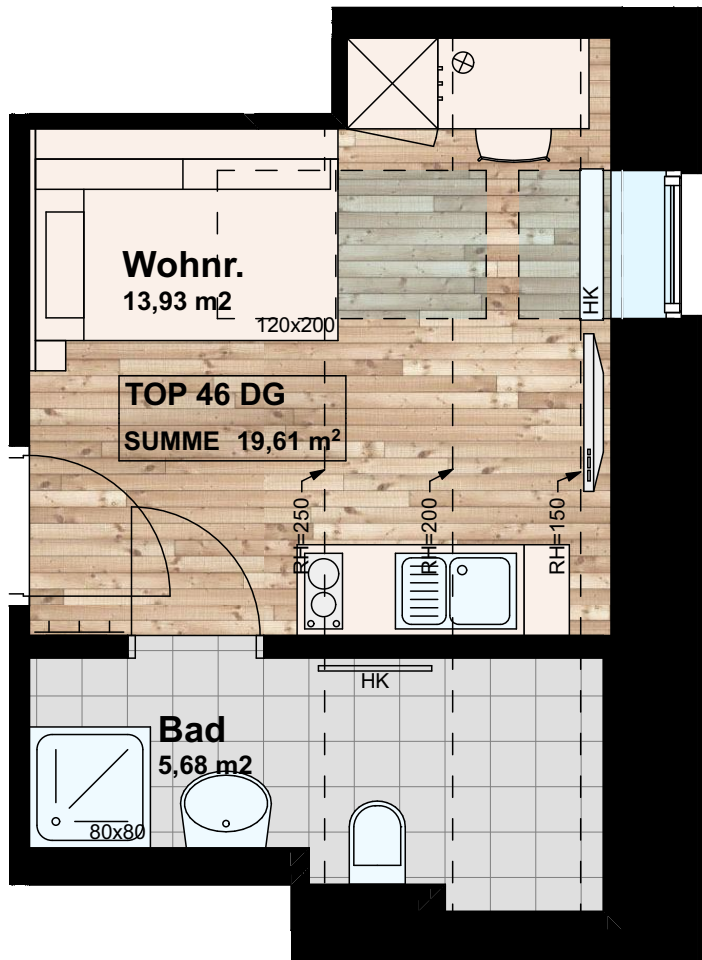 HK
Wohnr.
13,93 m2
120x200
TOP 46 DG
SUMME 19,61 m²
RH=250
RH=200
RH=150
HK
Bad
5,68 m2
80x80